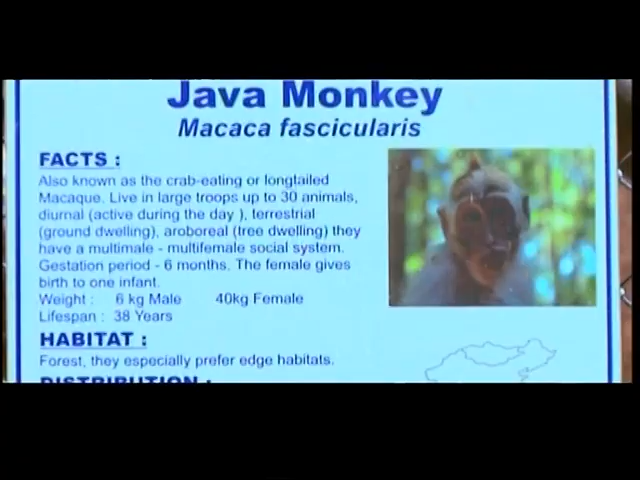 Java Monkey
Macaca fascicularis
FACTS :
Also known as the crab-eating or longtailed
Macaque. Live in large troops up to 30 animals,
diurnal (active during the day ), terrestrial
(ground dwelling), aroboreal (tree dwelling) they
have a multimale - multifemale social system.
Gestation period - 6 months. The female gives
birth to one infant.
Weight : 6 kg Male 40kg Female
Lifespan : 38 Years
HABITAT :
Forest, they especially prefer edge habitats.
DISTRIBUTION :